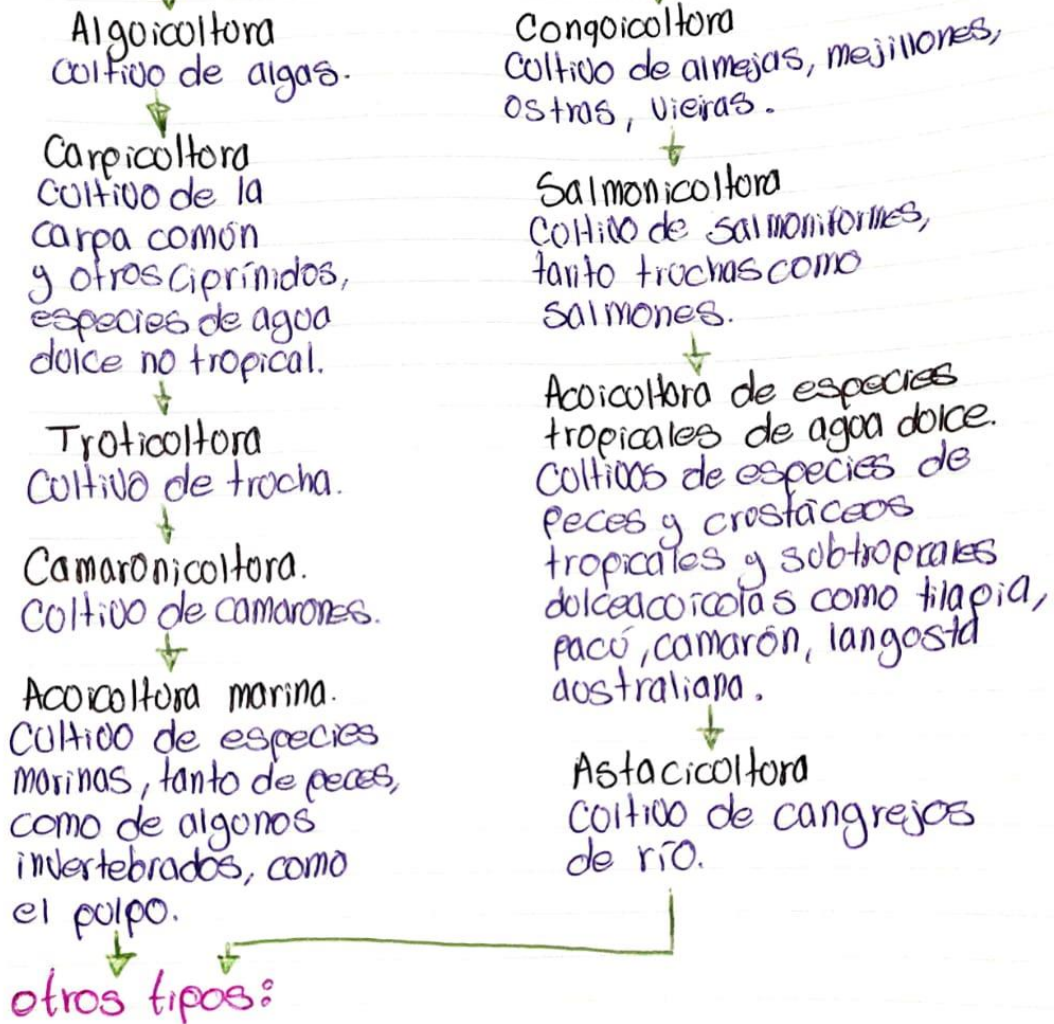 Alguicultura
Cultivo de algas.
Carpicultura
Cultivo de la
carpa común
y otros ciprínidos,
especies de agua
dulce no tropical.
Truticultura
Cultivo de trucha.
Camaronicultura.
Cultivo de camarones.
Acuicultura marina.
Cultivo de especies
marinas, tanto de peces,
como de algunos
invertebrados, como
el pulpo.
Conquicultura
Cultivo de almejas, mejillones,
ostras, vieiras.
Salmonicultura
Cultivo de salmoniformes,
tanto truchas como
salmones.
Acuicultura de especies
tropicales de agua dulce.
Cultivos de especies de
peces y crustáceos
tropicales y subtropicales
dulceacuícolas como tilapia,
pacú, camarón, langosta
australiana.
Astacicultura
Cultivo de cangrejos
de río.
otros tipos: